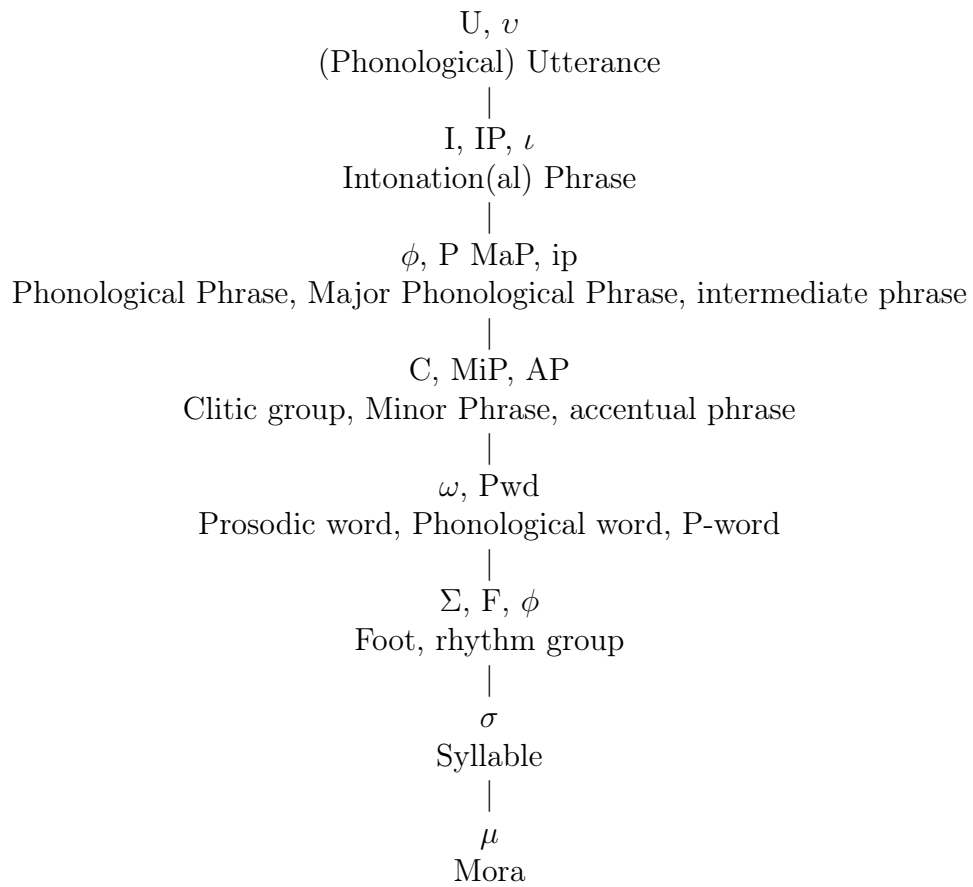 U, υ
(Phonological) Utterance
I, IP, ι
Intonation(al) Phrase
ϕ, P MaP, ip
Phonological Phrase, Major Phonological Phrase, intermediate phrase
C, MiP, AP
Clitic group, Minor Phrase, accentual phrase
ω, Pwd
Prosodic word, Phonological word, P-word
Σ, F, ϕ
Foot, rhythm group
σ
Syllable
μ
Mora